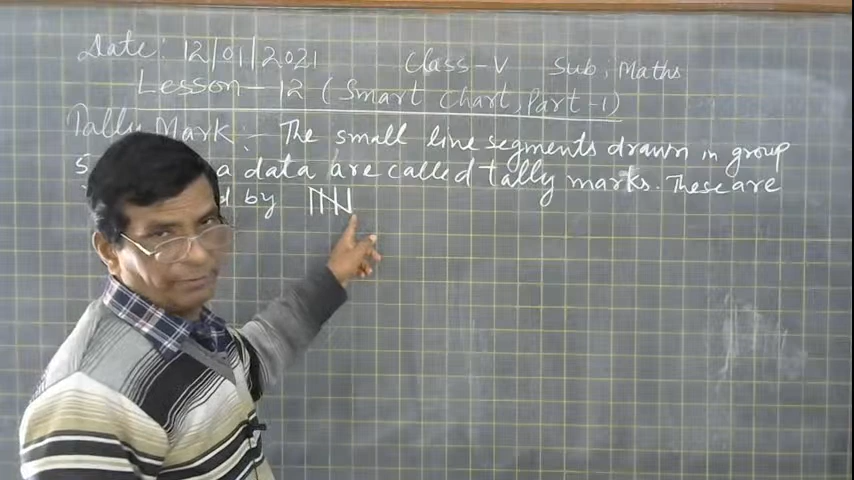 Date: 12/01/2021 Class-V Sub: Maths
Lesson-12 (Smart Chart, Part-1)
Tally Mark:- The small line segments drawn in group
a data are called tally marks. These are
by